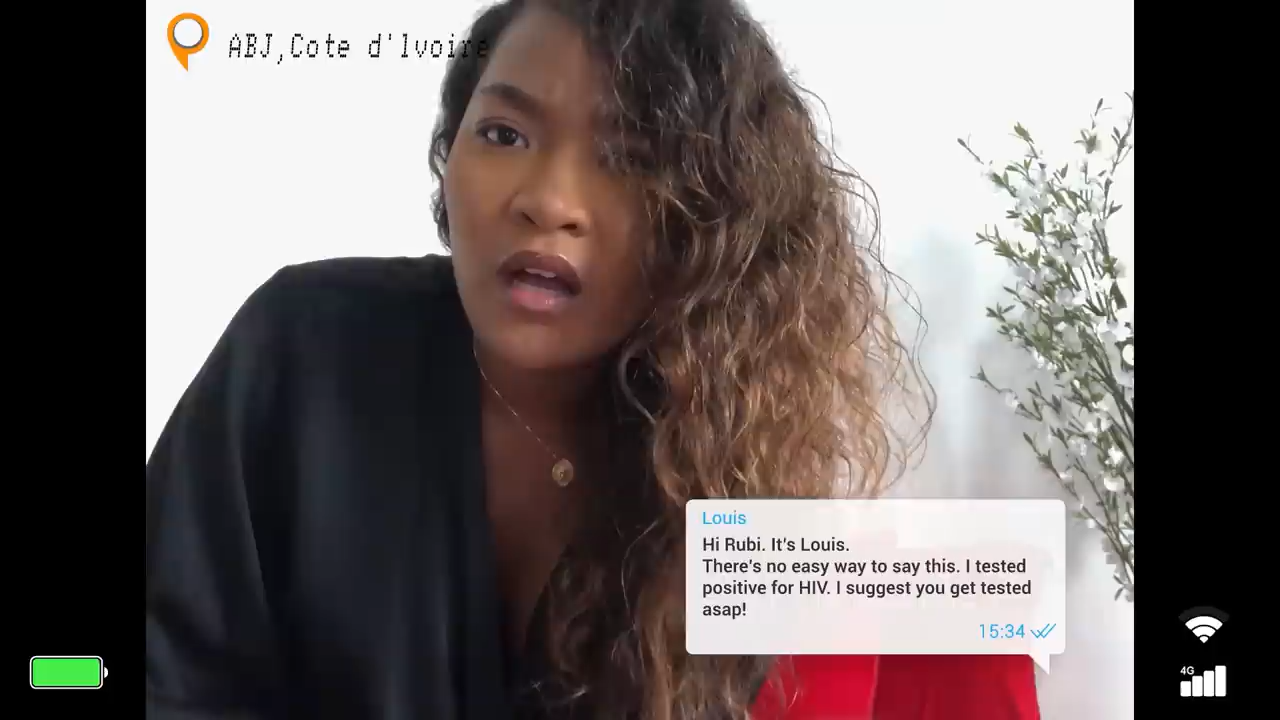 ABJ,Cote d'lvoire
Louis
Hi Rubi. It's Louis.
There's no easy way to say this. I tested
positive for HIV. I suggest you get tested
asap!
15:34
4G